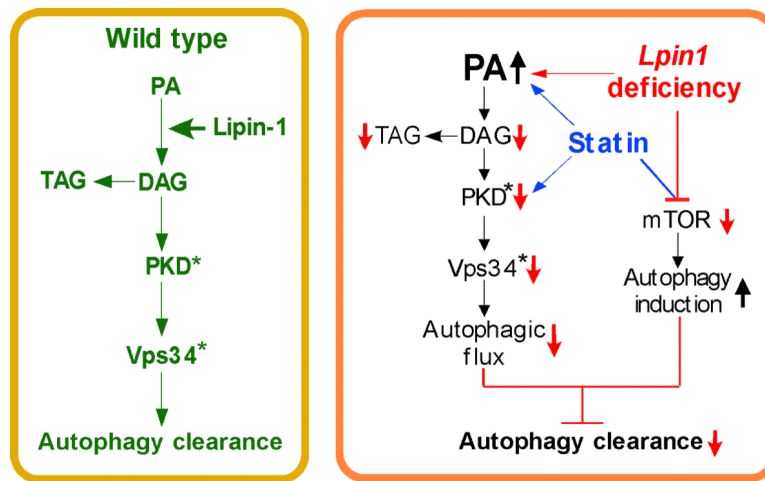 Wild type
PA
Lipin-1
TAG
DAG
PKD*
Vps34*
Autophagy clearance
PA
Lpin1
deficiency
TAG
DAG
Statin
PKD*
mTOR
Vps34*
Autophagy
induction
Autophagic
flux
Autophagy clearance